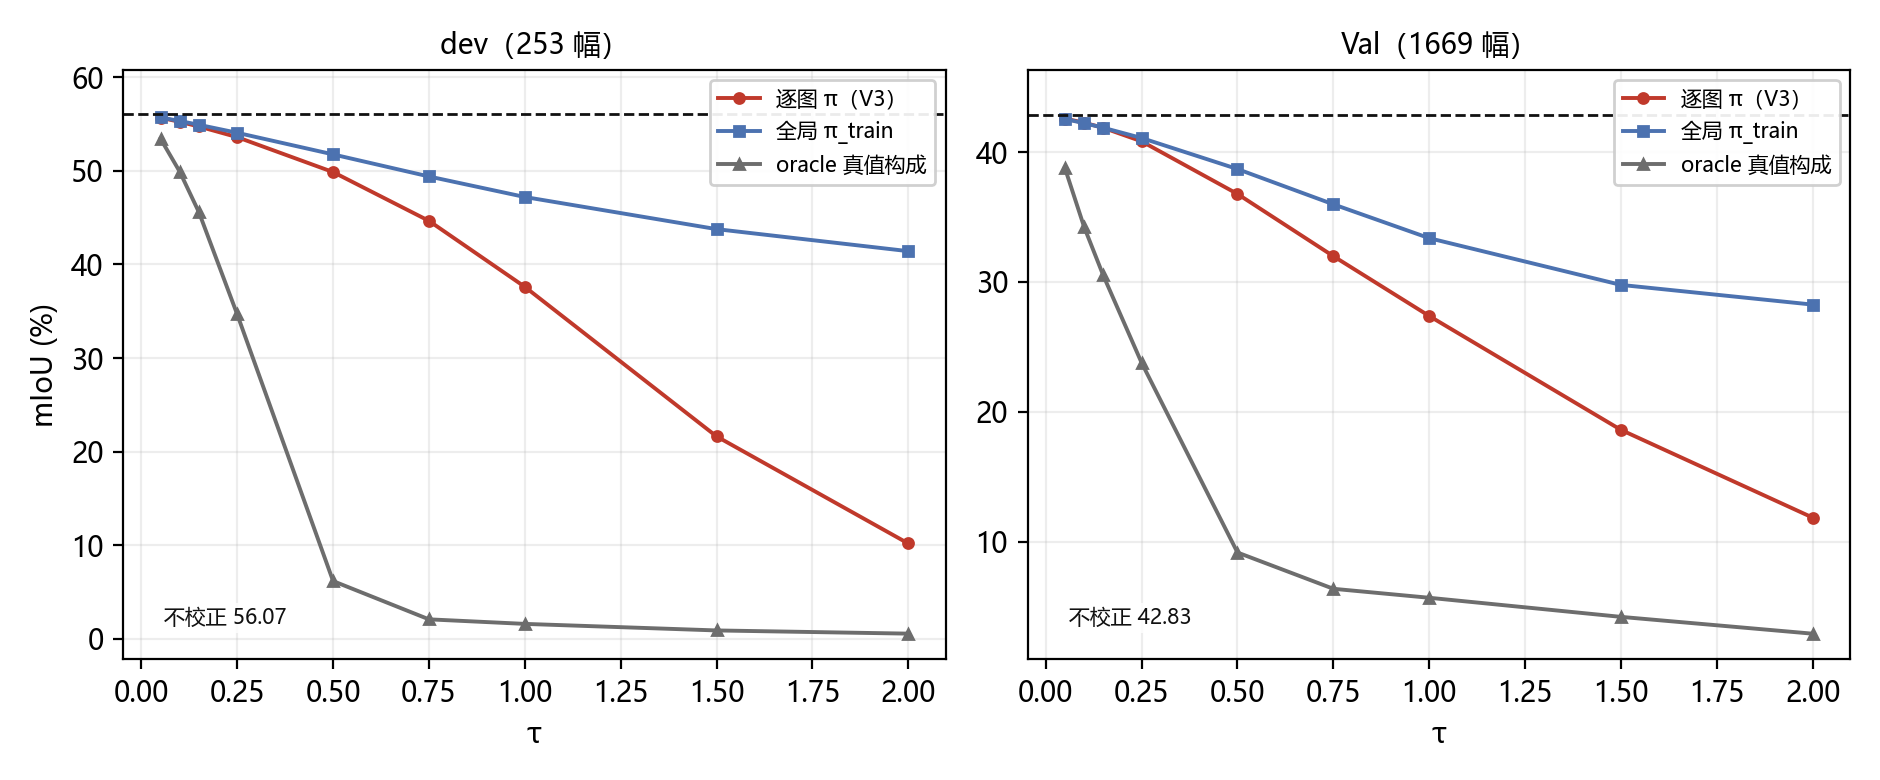 dev（253 幅）
逐图 π（V3）
全局 π_train
oracle 真值构成
mIoU (%)
60
50
40
30
20
10
0
不校正 56.07
0.00 0.25 0.50 0.75 1.00 1.25 1.50 1.75 2.00
τ
Val（1669 幅）
逐图 π（V3）
全局 π_train
oracle 真值构成
40
30
20
10
不校正 42.83
0.00 0.25 0.50 0.75 1.00 1.25 1.50 1.75 2.00
τ